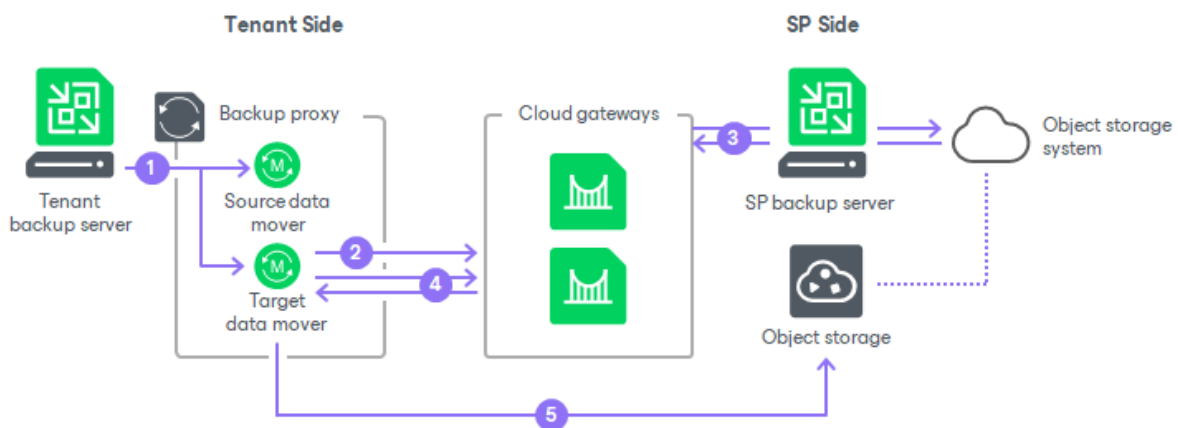 Tenant Side
SP Side
Backup proxy
Cloud gateways
1
3
Object storage
system
M
Source data
mover
Tenant
backup server
SP backup server
2
M
4
Target
data mover
Object storage
5